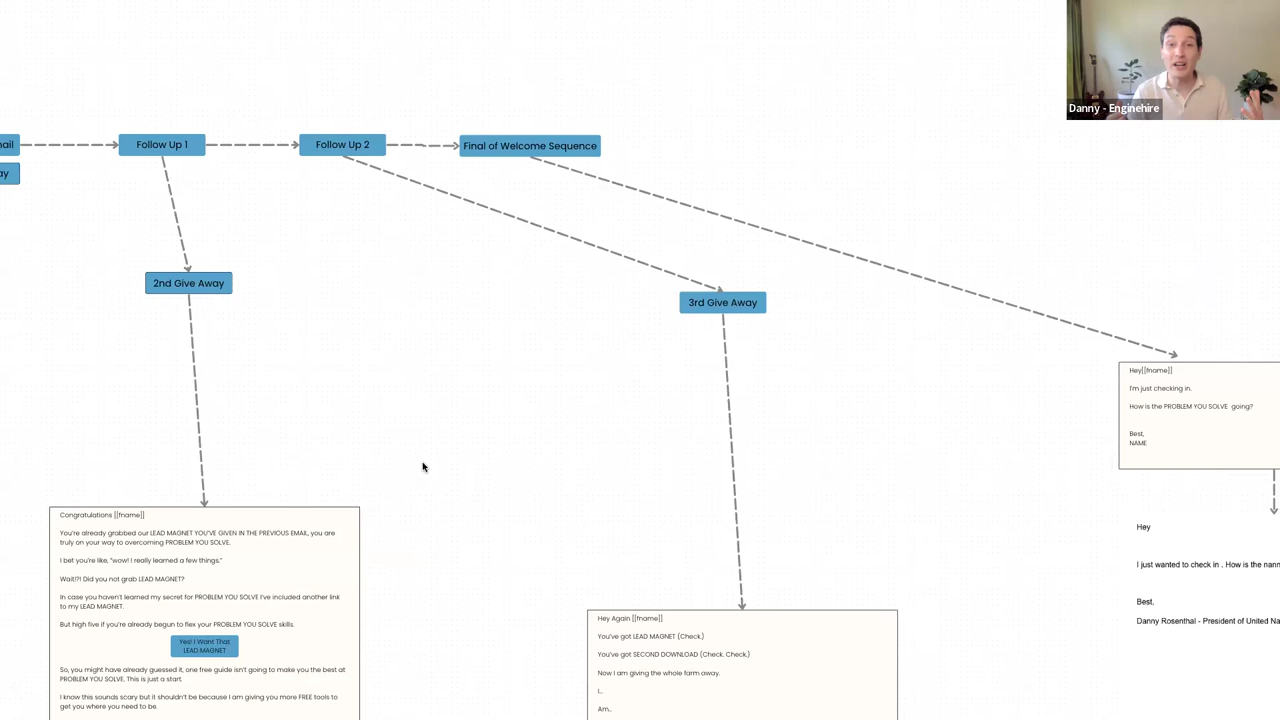 Danny - Enginehire
ail
Follow Up 1
Follow Up 2
Final of Welcome Sequence
ay
2nd Give Away
3rd Give Away
Hey[[fname]]
I'm just checking in.
How is the PROBLEM YOU SOLVE going?
Best,
NAME
Congratulations [[fname]]
You're already grabbed our LEAD MAGNET YOU'VE GIVEN IN THE PREVIOUS EMAIL, you are
truly on your way to overcoming PROBLEM YOU SOLVE.
I bet you're like, "wow! I really learned a few things."
Wait!?! Did you not grab LEAD MAGNET?
In case you haven't learned my secret for PROBLEM YOU SOLVE I've included another link
to my LEAD MAGNET.
But high five if you're already begun to flex your PROBLEM YOU SOLVE skills.
Yes! I Want That
LEAD MAGNET
So, you might have already guessed it, one free guide isn't going to make you the best at
PROBLEM YOU SOLVE. This is just a start.
I know this sounds scary but it shouldn't be because I am giving you more FREE tools to
get you where you need to be.
Hey Again [[fname]]
You've got LEAD MAGNET (Check.)
You've got SECOND DOWNLOAD (Check. Check.)
Now I am giving the whole farm away.
I...
Am...
Hey
I just wanted to check in . How is the nann
Best,
Danny Rosenthal - President of United Na